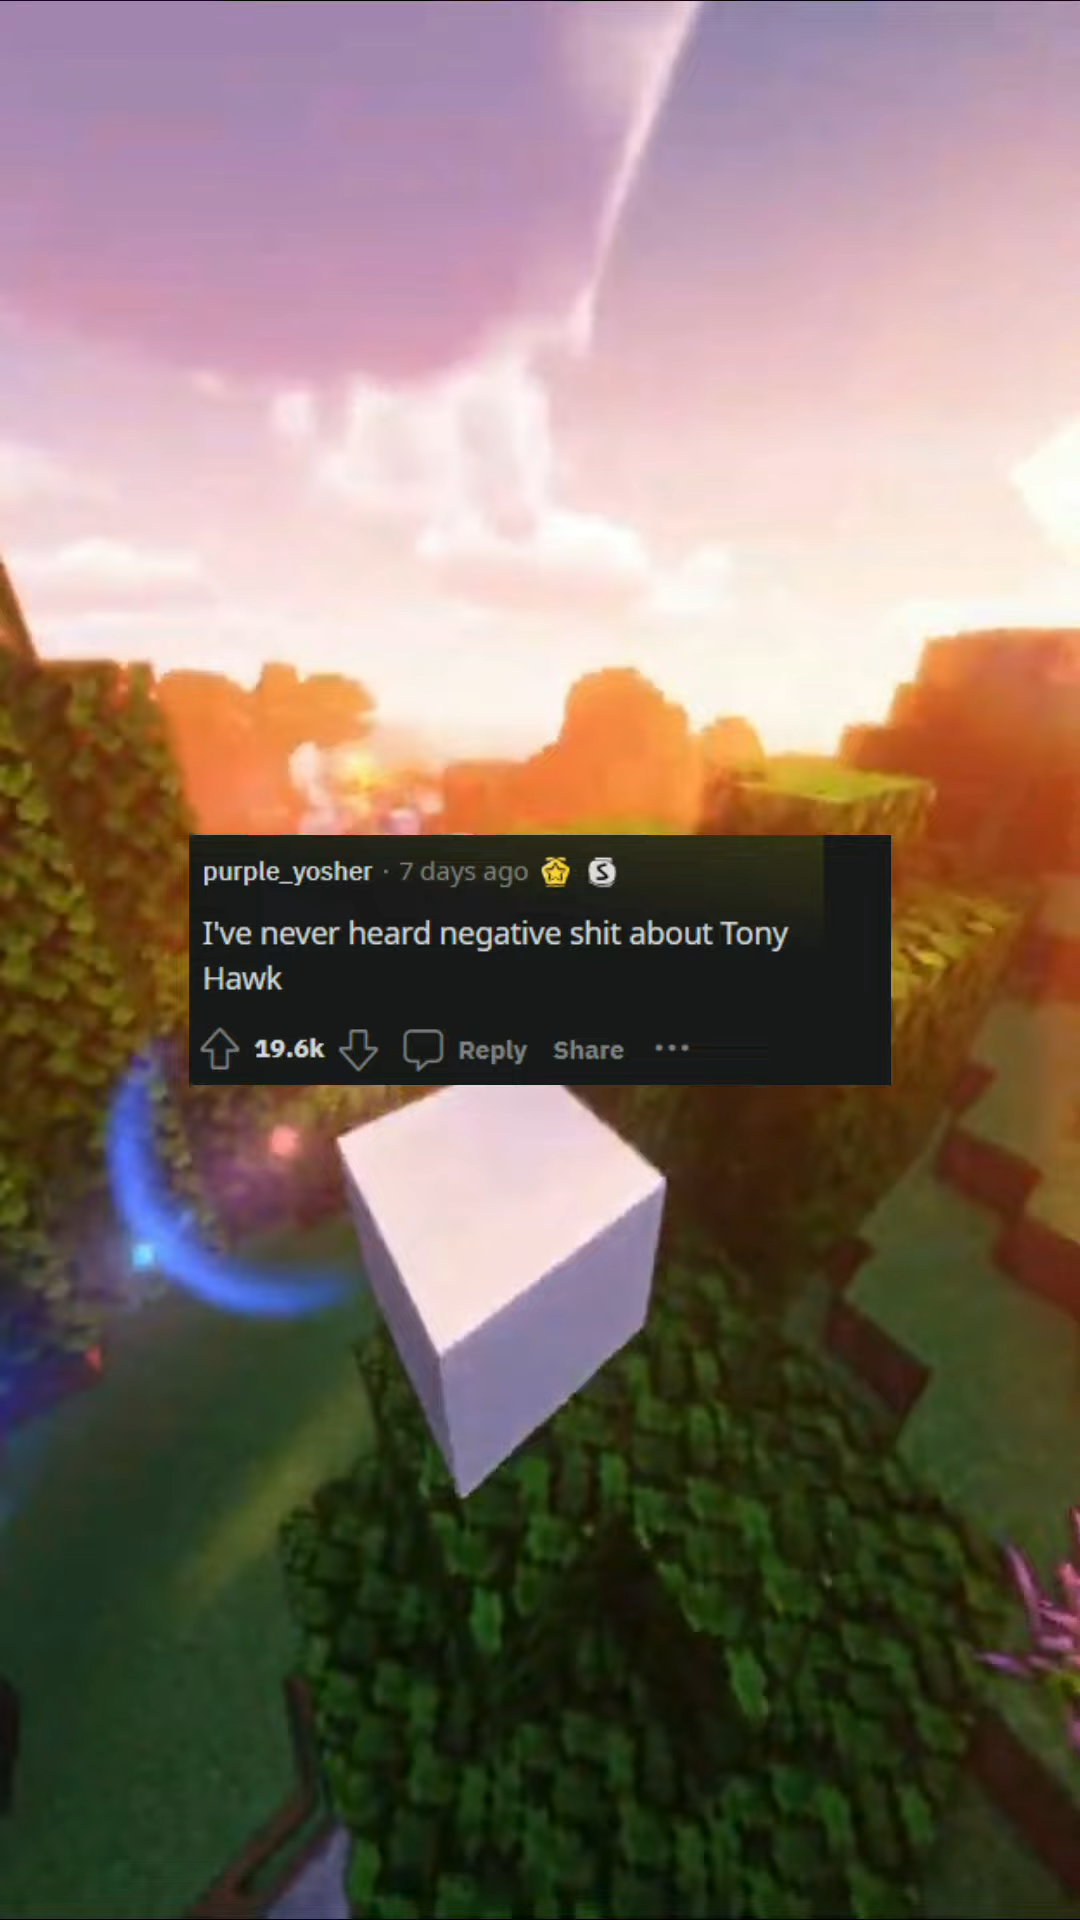 purple_yosher · 7 days ago
I've never heard negative shit about Tony
Hawk
19.6k Reply Share ···